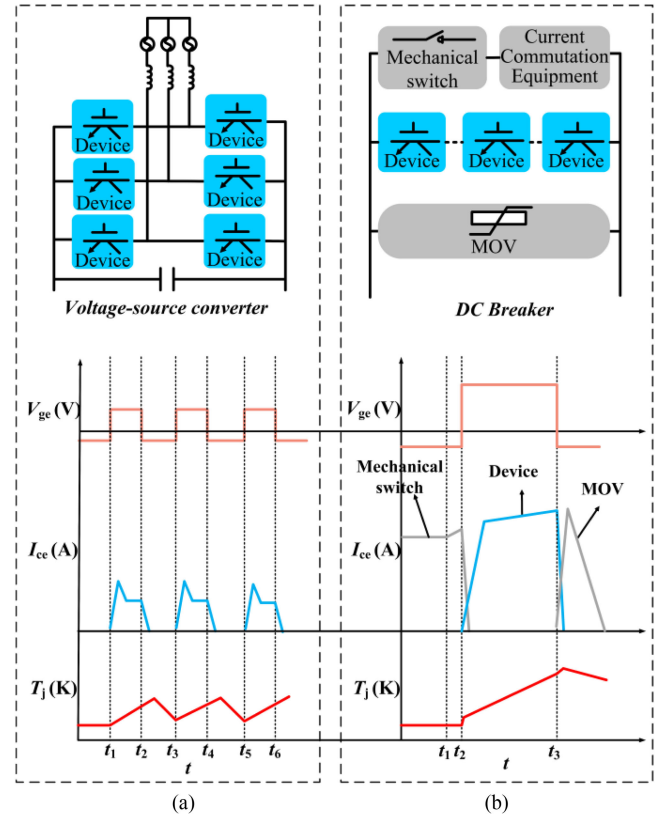 Device
Device
Device
Device
Device
Device
Voltage-source converter
Vge (V)
Ice (A)
Tj (K)
t1 t2 t3 t4 t5 t6
t
(a)
Mechanical
switch
Current
Commutation
Equipment
Device
Device
Device
MOV
DC Breaker
Vge (V)
Mechanical
switch
Device
MOV
Ice (A)
Tj (K)
t1 t2 t3
t
(b)